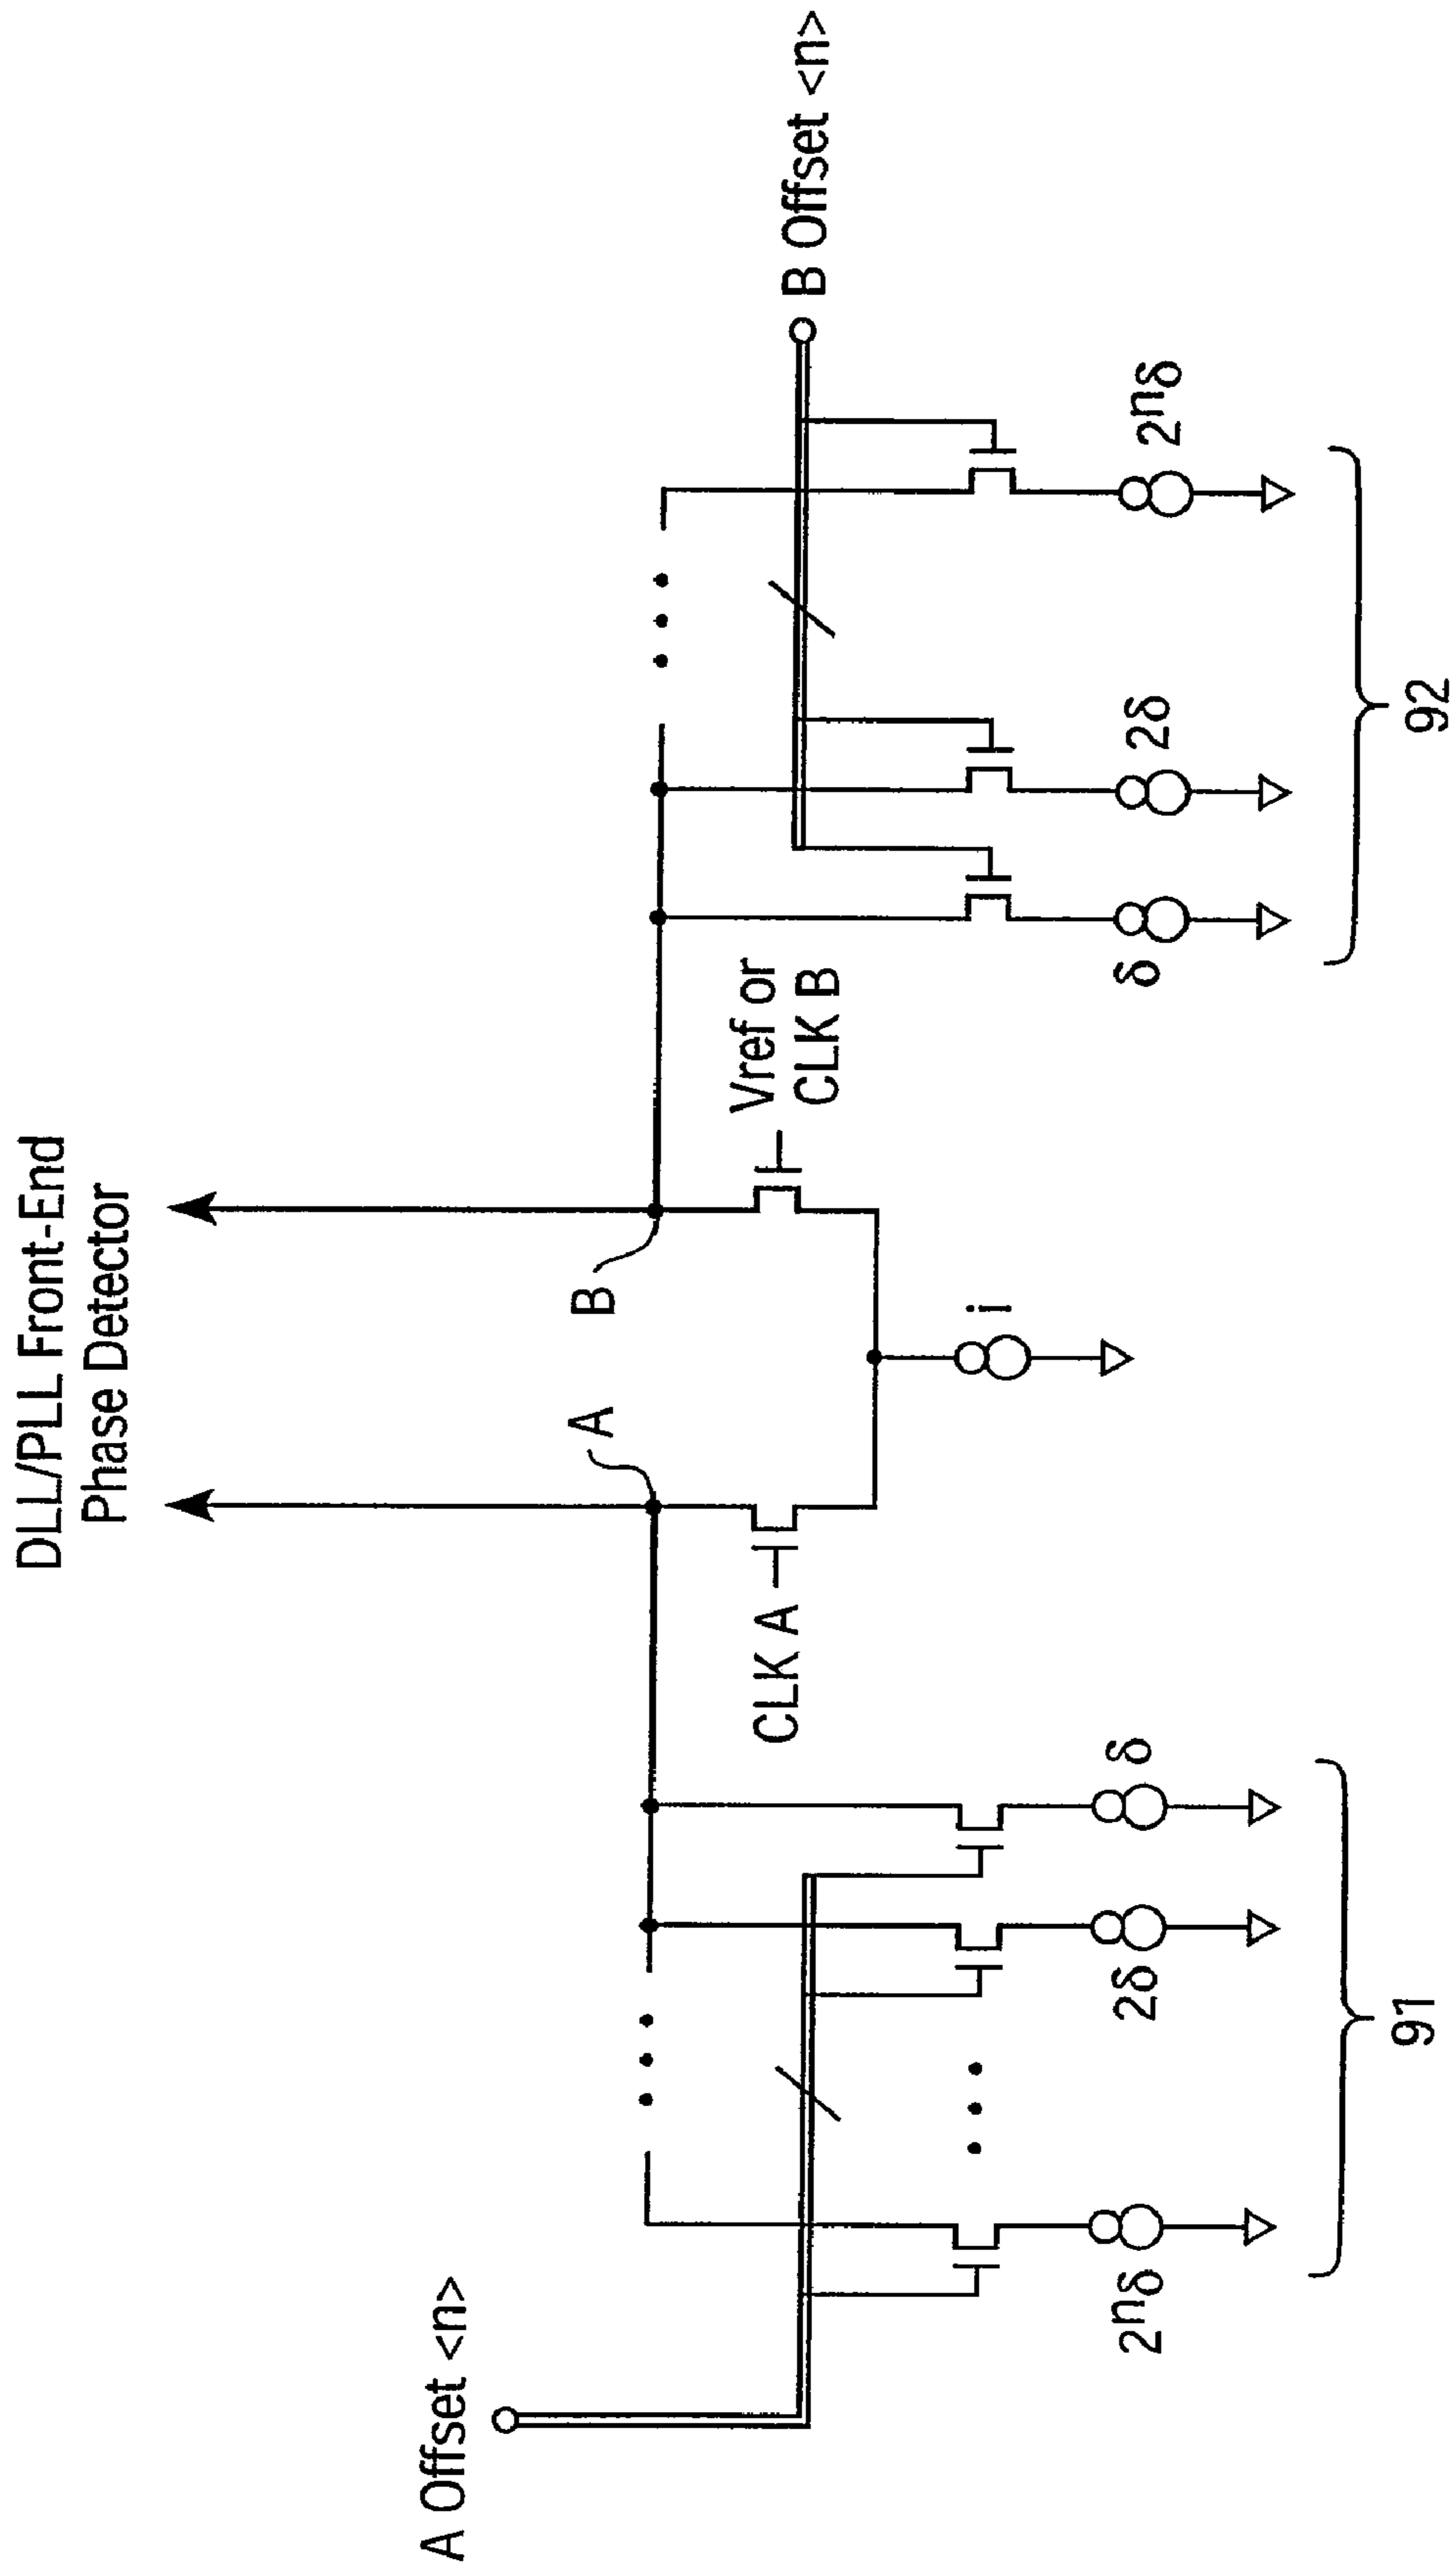 DLL/PLL Front-End
Phase Detector
A Offset <n>
A
B
B Offset <n>
CLK A
Vref or
CLK B
i
2ⁿδ
2δ
δ
δ
2δ
2ⁿδ
91
92